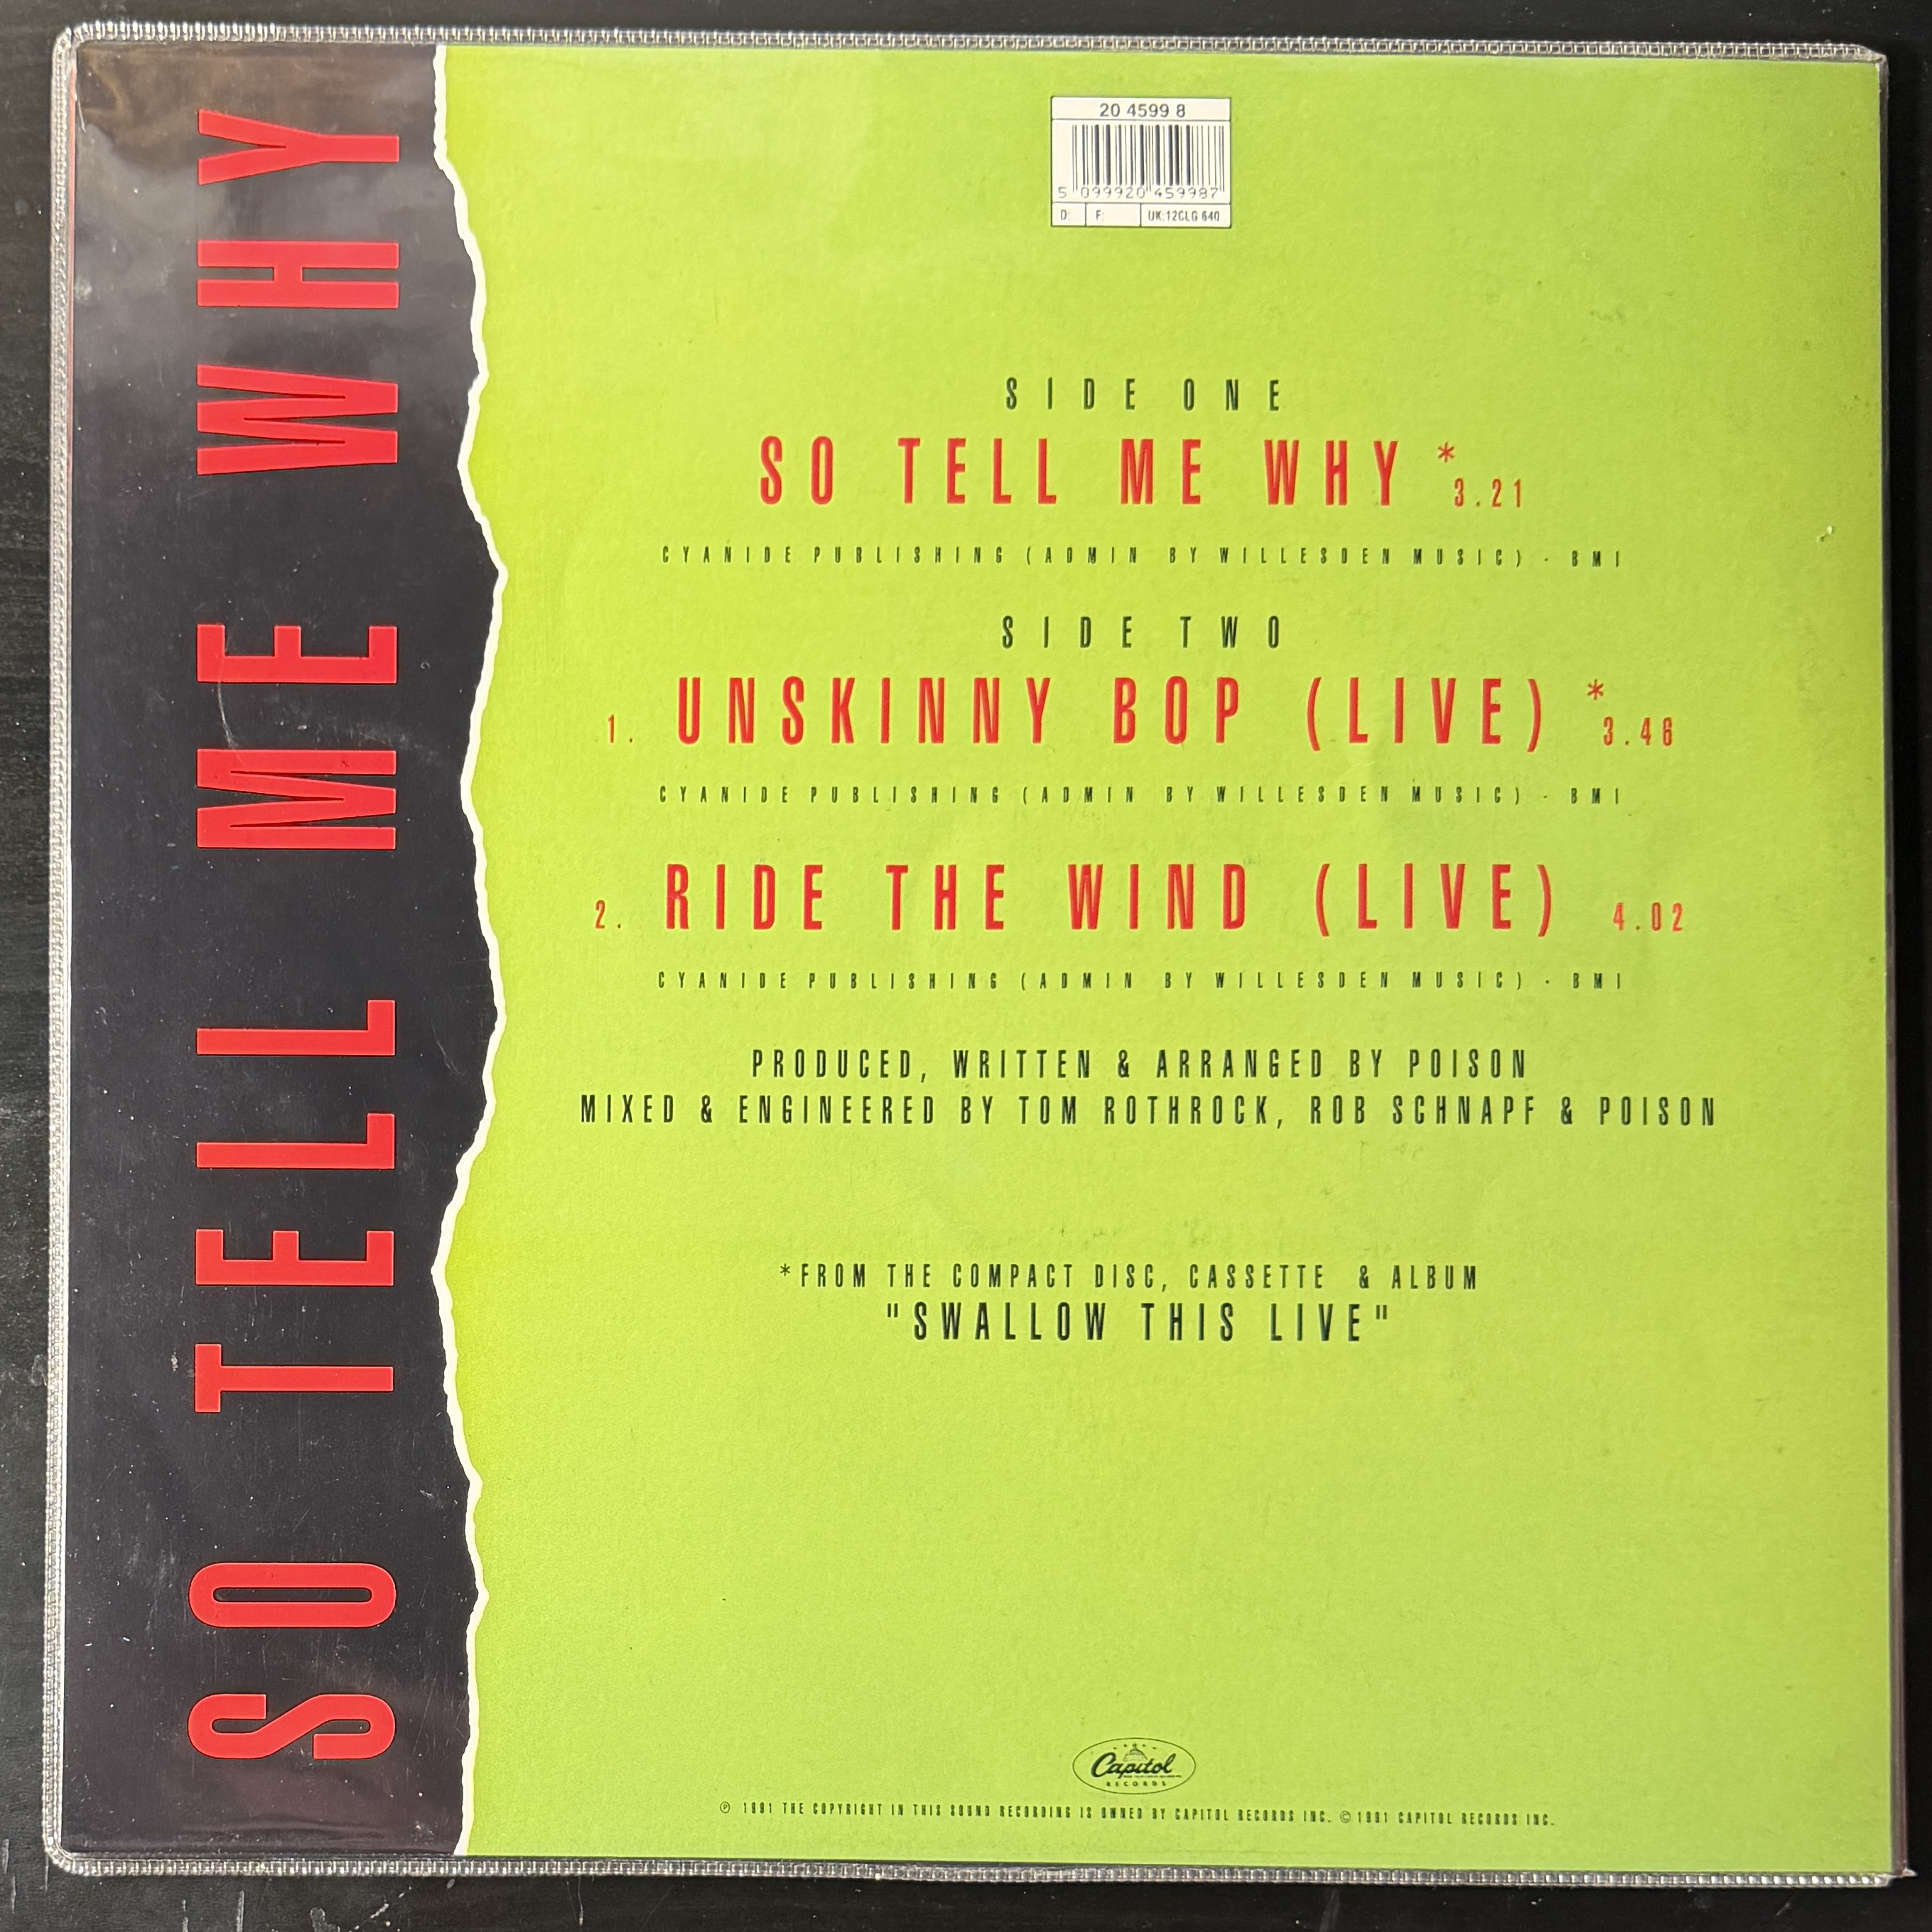 SO TELL ME WHY
20 4599 8
5 099920 459987
D: F: UK:12CLG 640
SIDE ONE
SO TELL ME WHY * 3.21
CYANIDE PUBLISHING (ADMIN BY WILLESDEN MUSIC) - BMI
SIDE TWO
1. UNSKINNY BOP (LIVE) * 3.46
CYANIDE PUBLISHING (ADMIN BY WILLESDEN MUSIC) - BMI
2. RIDE THE WIND (LIVE) 4.02
CYANIDE PUBLISHING (ADMIN BY WILLESDEN MUSIC) - BMI
PRODUCED, WRITTEN & ARRANGED BY POISON
MIXED & ENGINEERED BY TOM ROTHROCK, ROB SCHNAPF & POISON
*FROM THE COMPACT DISC, CASSETTE & ALBUM
"SWALLOW THIS LIVE"
Capitol
RECORDS
℗ 1991 THE COPYRIGHT IN THIS SOUND RECORDING IS OWNED BY CAPITOL RECORDS INC. © 1991 CAPITOL RECORDS INC.